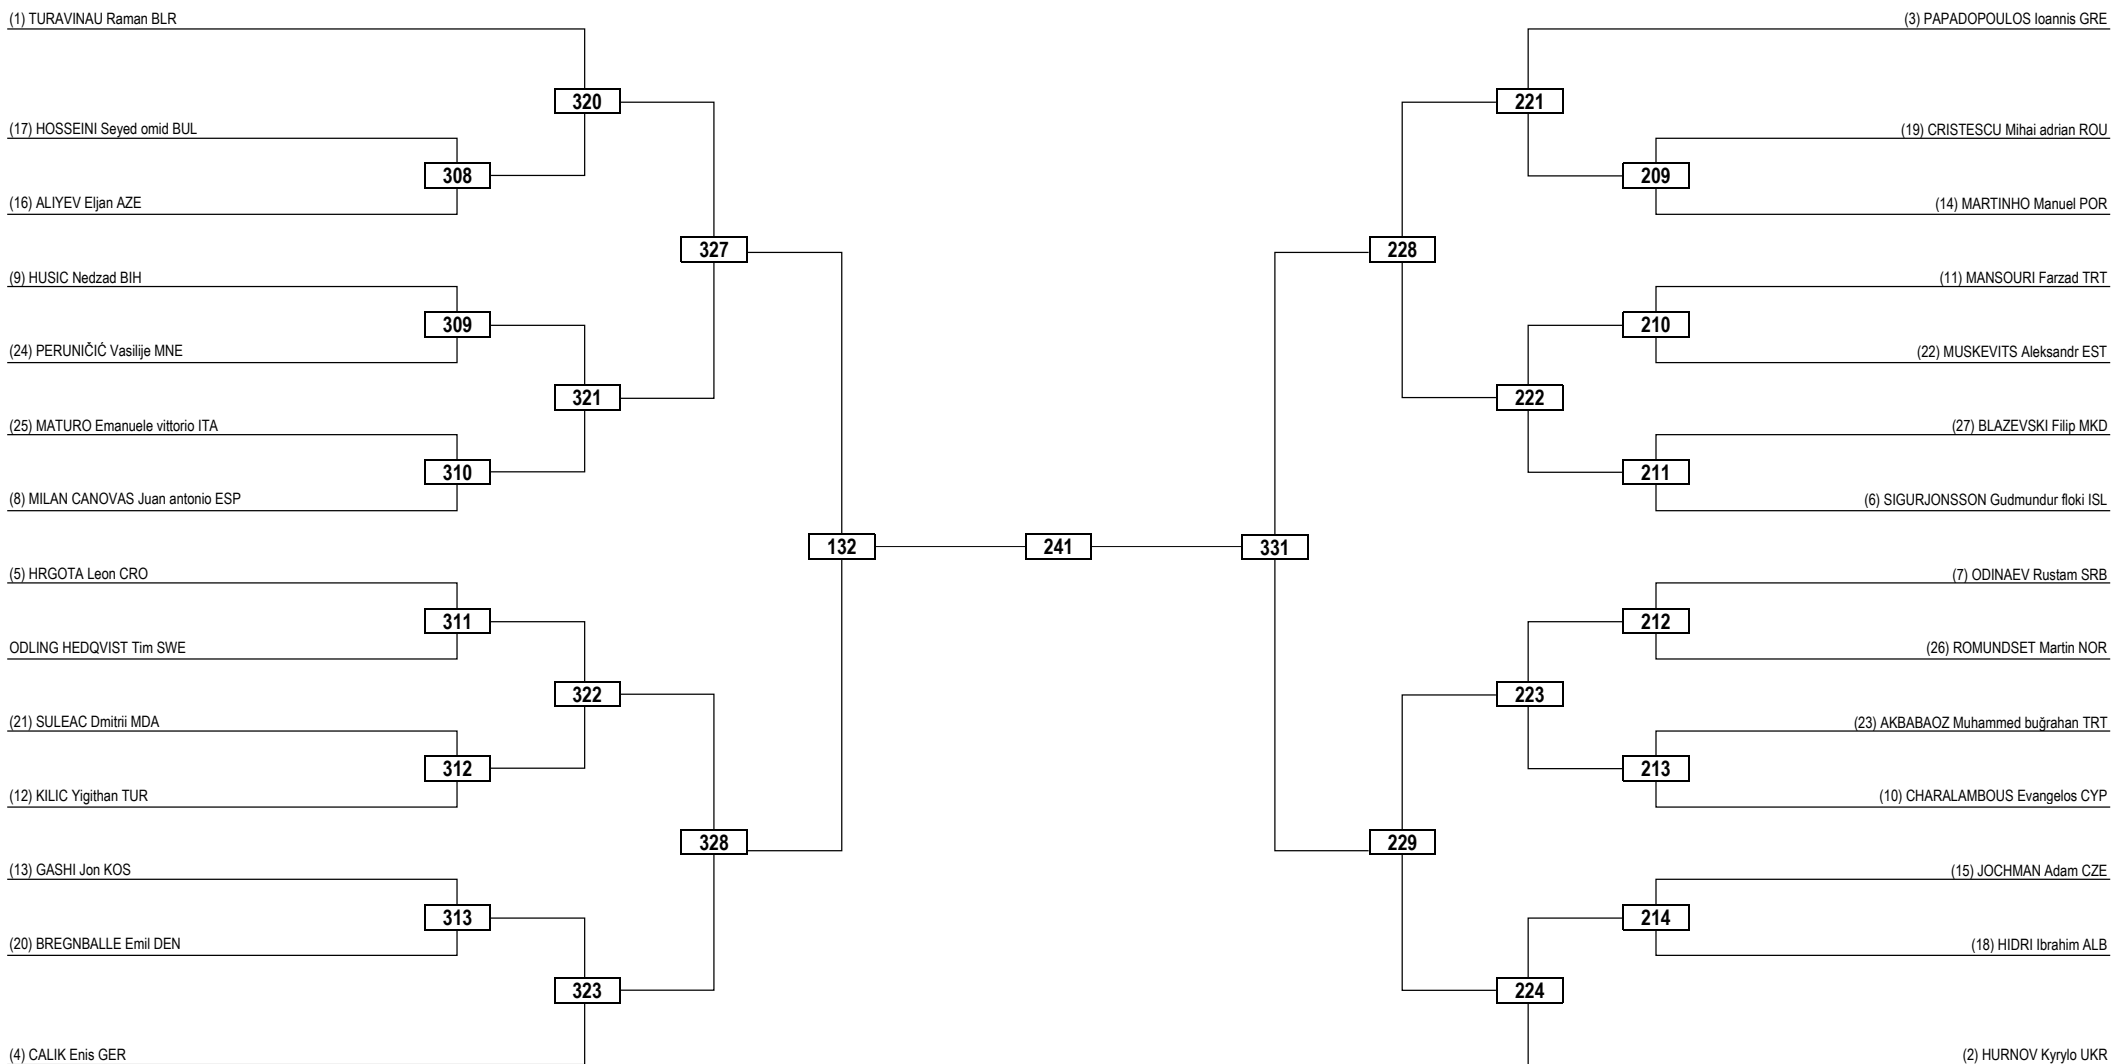 (1) TURAVINAU Raman BLR
(3) PAPADOPOULOS Ioannis GRE
320
221
(17) HOSSEINI Seyed omid BUL
(19) CRISTESCU Mihai adrian ROU
308
209
(16) ALIYEV Eljan AZE
(14) MARTINHO Manuel POR
327
228
(9) HUSIC Nedzad BIH
(11) MANSOURI Farzad TRT
309
210
(24) PERUNIČIĆ Vasilije MNE
(22) MUSKEVITS Aleksandr EST
321
222
(25) MATURO Emanuele vittorio ITA
(27) BLAZEVSKI Filip MKD
310
211
(8) MILAN CANOVAS Juan antonio ESP
(6) SIGURJONSSON Gudmundur floki ISL
132
241
331
(5) HRGOTA Leon CRO
(7) ODINAEV Rustam SRB
311
212
ODLING HEDQVIST Tim SWE
(26) ROMUNDSET Martin NOR
322
223
(21) SULEAC Dmitrii MDA
(23) AKBABAOZ Muhammed buğrahan TRT
312
213
(12) KILIC Yigithan TUR
(10) CHARALAMBOUS Evangelos CYP
328
229
(13) GASHI Jon KOS
(15) JOCHMAN Adam CZE
313
214
(20) BREGNBALLE Emil DEN
(18) HIDRI Ibrahim ALB
323
224
(4) CALIK Enis GER
(2) HURNOV Kyrylo UKR